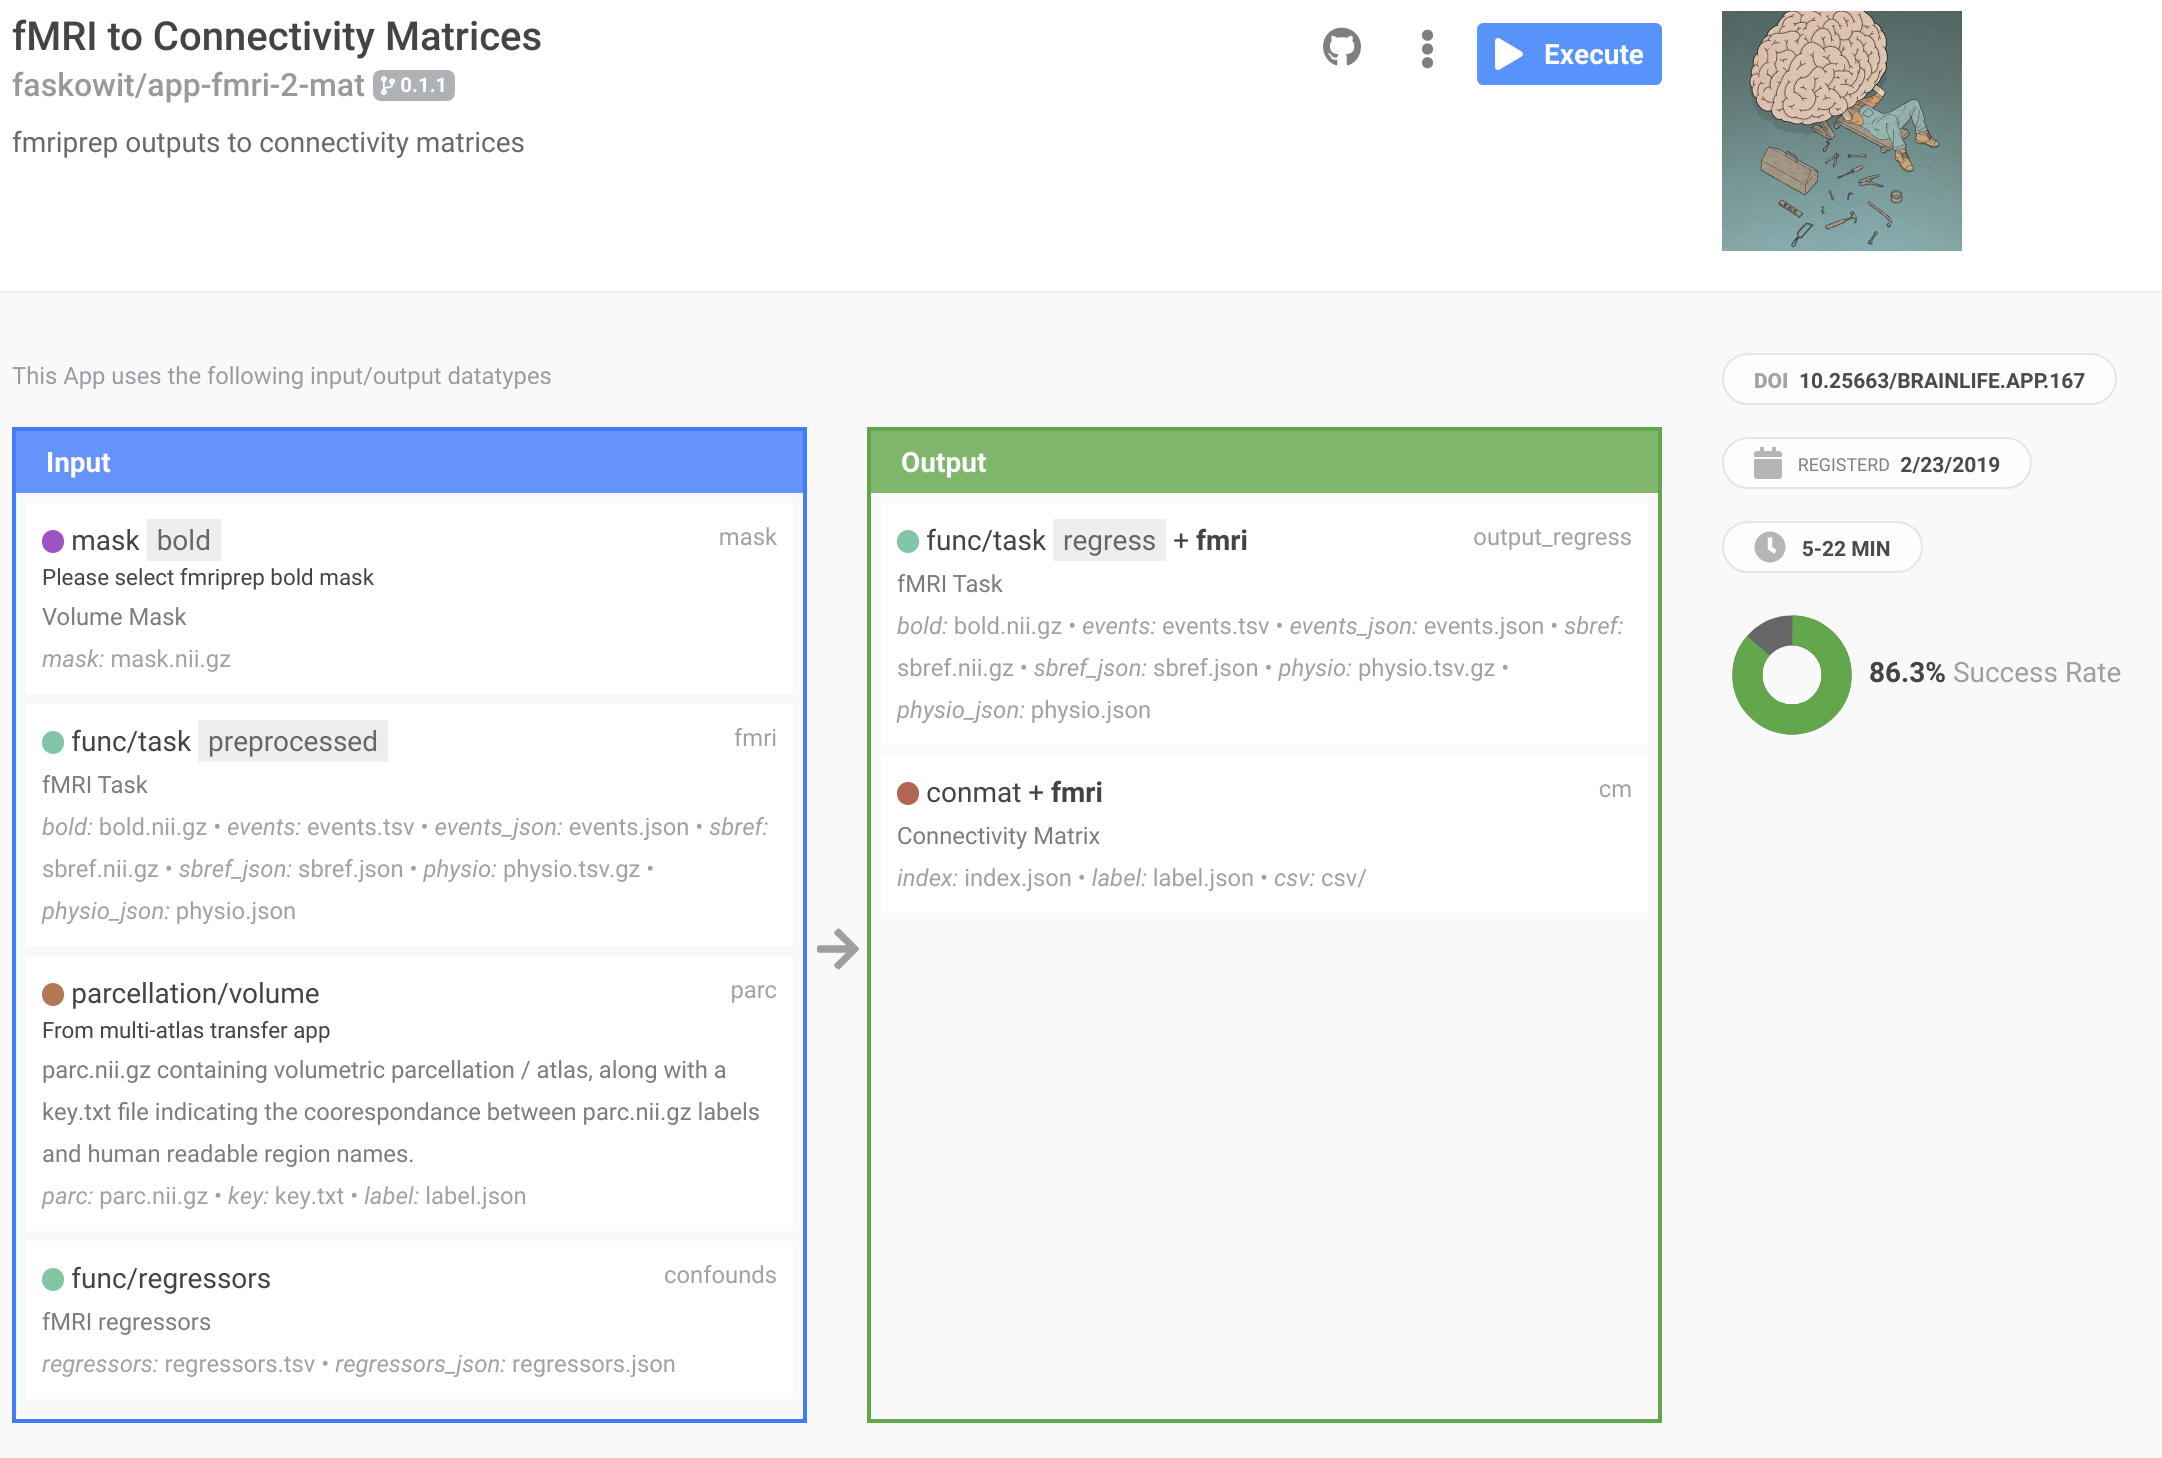 fMRI to Connectivity Matrices
faskowit/app-fmri-2-mat 0.1.1
fmriprep outputs to connectivity matrices
Execute
This App uses the following input/output datatypes
Input
mask bold mask
Please select fmriprep bold mask
Volume Mask
mask: mask.nii.gz
func/task preprocessed fmri
fMRI Task
bold: bold.nii.gz • events: events.tsv • events_json: events.json • sbref:
sbref.nii.gz • sbref_json: sbref.json • physio: physio.tsv.gz •
physio_json: physio.json
parcellation/volume parc
From multi-atlas transfer app
parc.nii.gz containing volumetric parcellation / atlas, along with a
key.txt file indicating the coorespondance between parc.nii.gz labels
and human readable region names.
parc: parc.nii.gz • key: key.txt • label: label.json
func/regressors confounds
fMRI regressors
regressors: regressors.tsv • regressors_json: regressors.json
Output
func/task regress + fmri output_regress
fMRI Task
bold: bold.nii.gz • events: events.tsv • events_json: events.json • sbref:
sbref.nii.gz • sbref_json: sbref.json • physio: physio.tsv.gz •
physio_json: physio.json
conmat + fmri cm
Connectivity Matrix
index: index.json • label: label.json • csv: csv/
DOI 10.25663/BRAINLIFE.APP.167
REGISTERD 2/23/2019
5-22 MIN
86.3% Success Rate